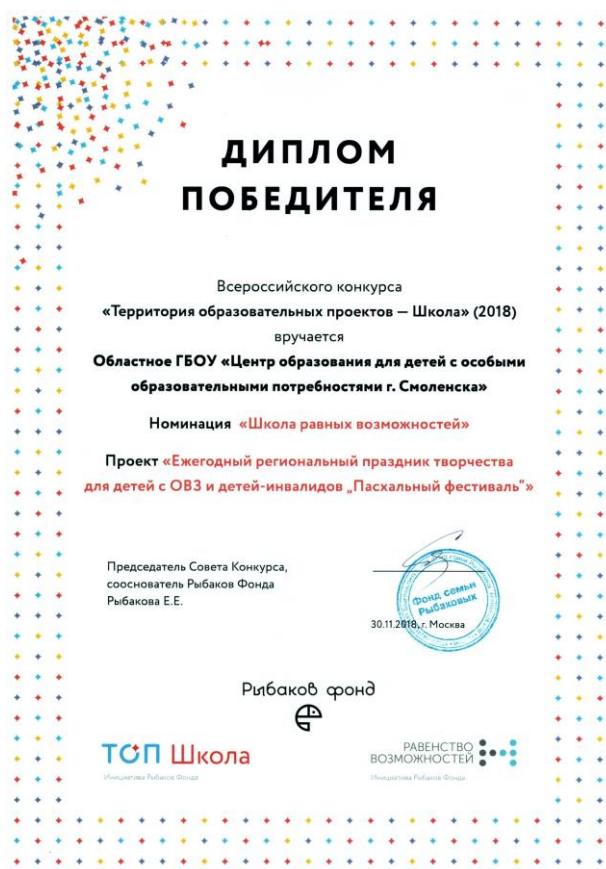 ДИПЛОМ
ПОБЕДИТЕЛЯ
Всероссийского конкурса
«Территория образовательных проектов — Школа» (2018)
вручается
Областное ГБОУ «Центр образования для детей с особыми
образовательными потребностями г. Смоленска»
Номинация «Школа равных возможностей»
Проект «Ежегодный региональный праздник творчества
для детей с ОВЗ и детей-инвалидов „Пасхальный фестиваль"»
Председатель Совета Конкурса,
сооснователь Рыбаков Фонда
Рыбакова Е.Е.
Фонд семьи
Рыбаковых
30.11.2018, г. Москва
Рыбаков фонд
ТОП Школа
Инициатива Рыбаков Фонда
РАВЕНСТВО
ВОЗМОЖНОСТЕЙ
Инициатива Рыбаков Фонда